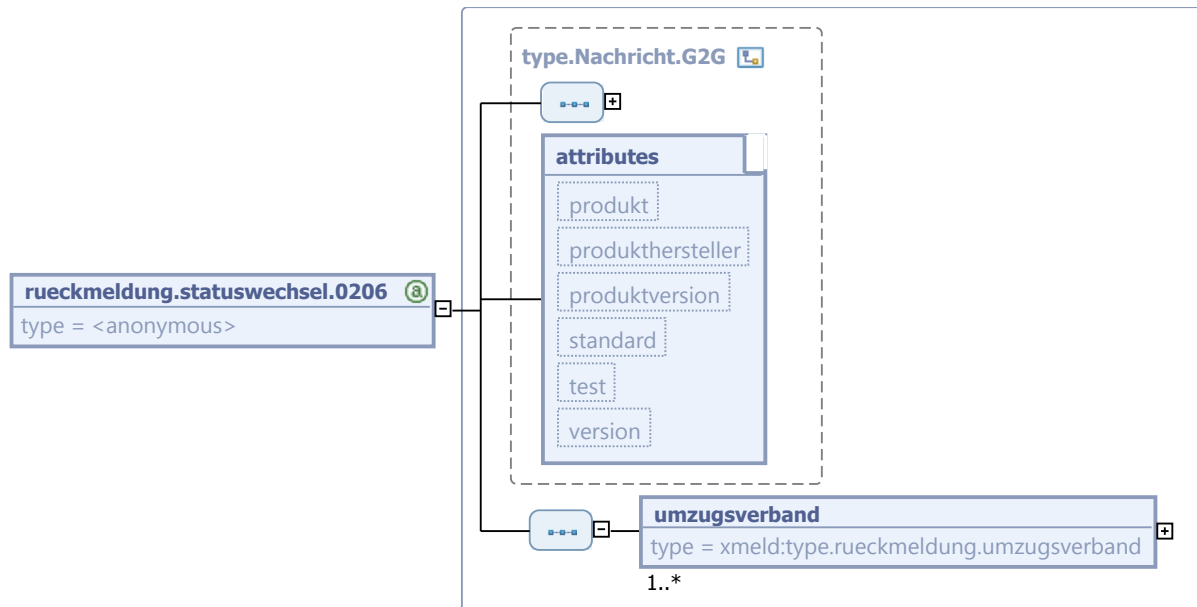 type.Nachricht.G2G
attributes
produkt
produkthersteller
produktversion
standard
test
version
rueckmeldung.statuswechsel.0206
type = <anonymous>
umzugsverband
type = xmeld:type.rueckmeldung.umzugsverband
1..*